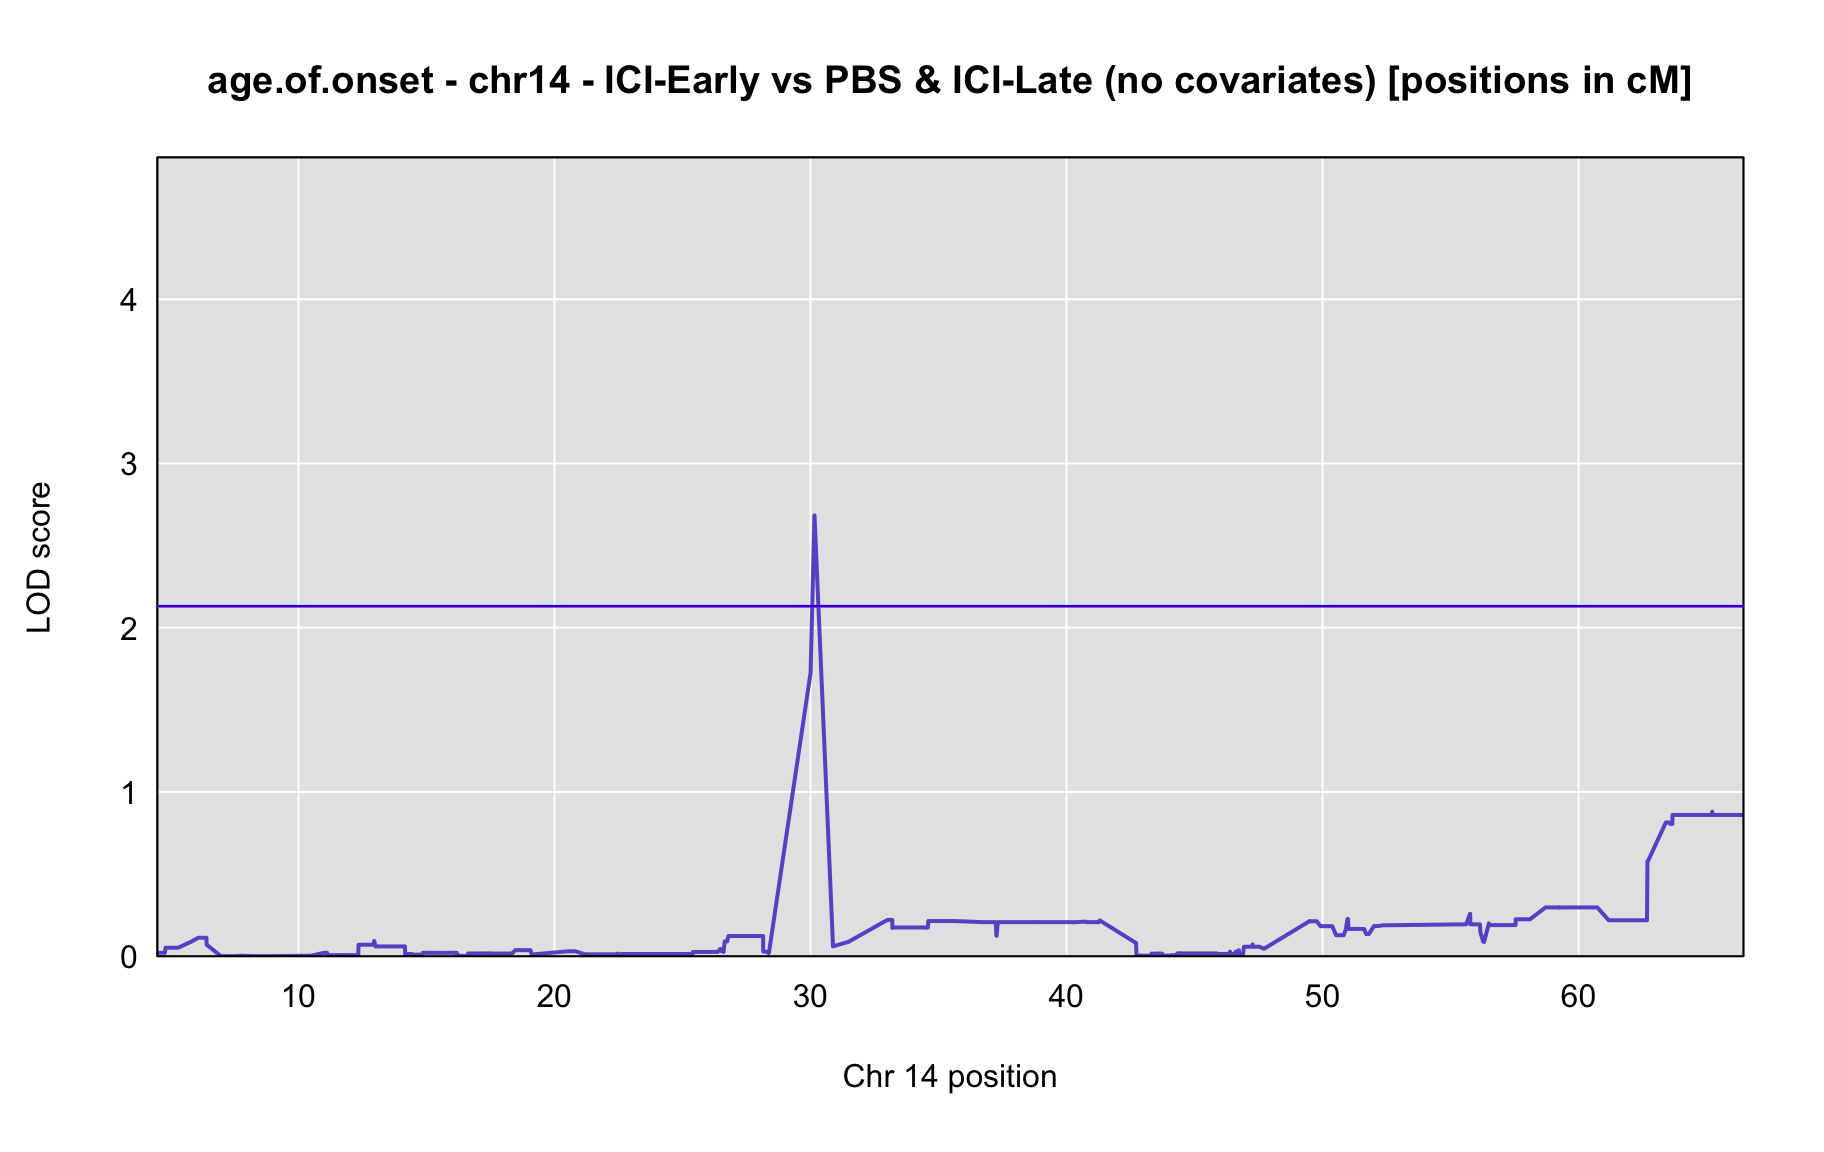 age.of.onset - chr14 - ICI-Early vs PBS & ICI-Late (no covariates) [positions in cM]
LOD score
4
3
2
1
0
10 20 30 40 50 60
Chr 14 position